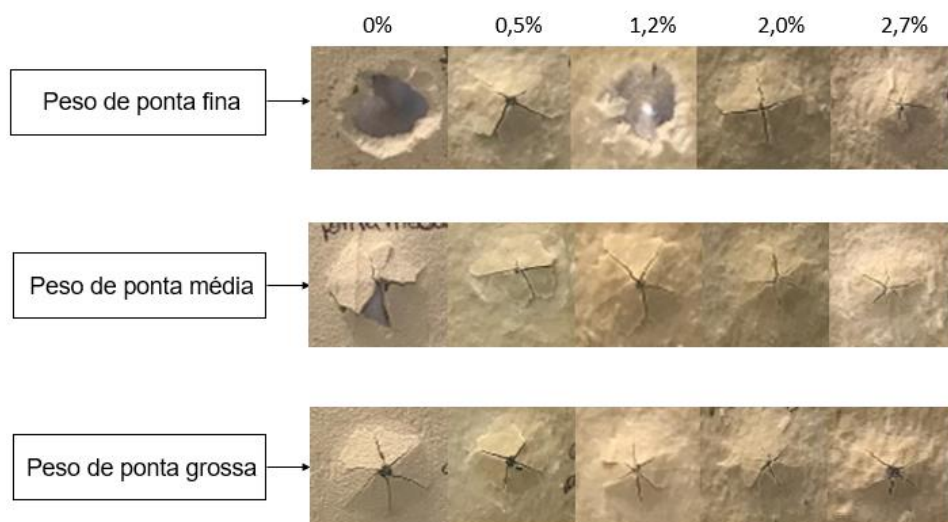 0% 0,5% 1,2% 2,0% 2,7%
Peso de ponta fina
Peso de ponta média
Peso de ponta grossa